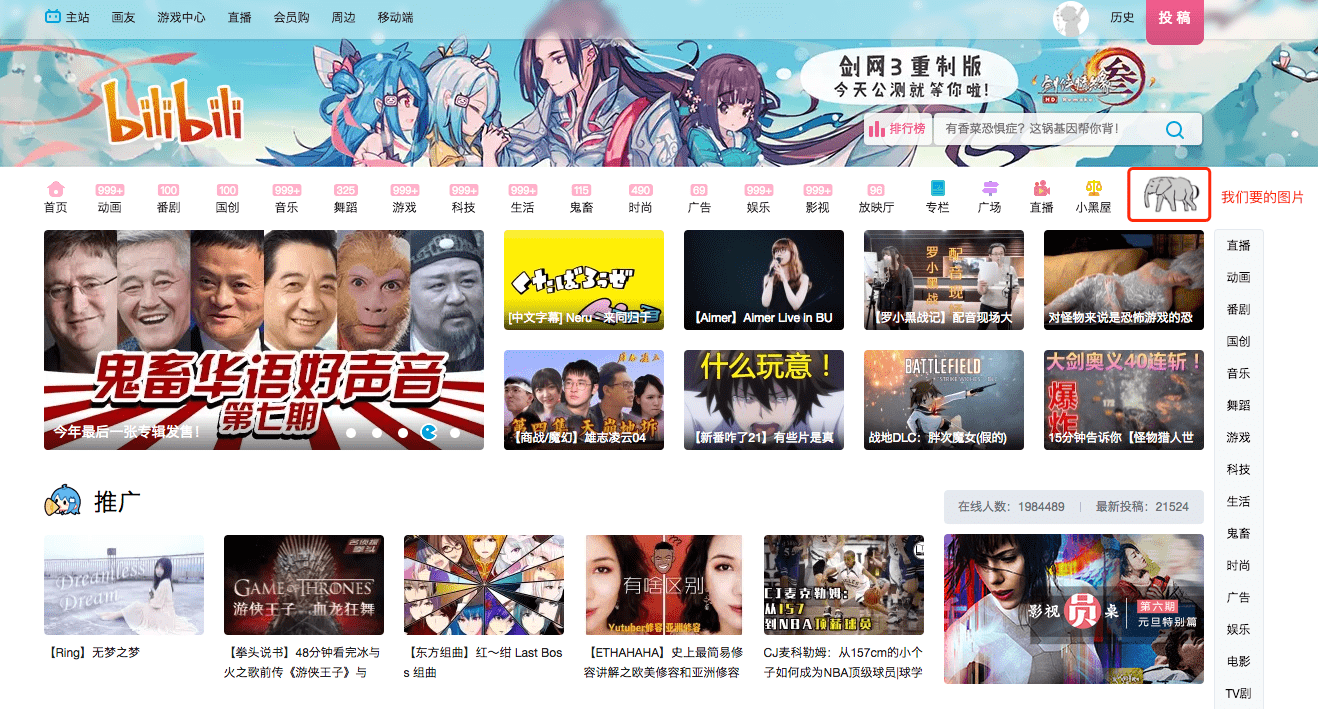 主站 画友 游戏中心 直播 会员购 周边 移动端 历史 投 稿
bilibili
剑网3重制版
今天公测就等你啦!
叁
HD Remake
排行榜 有香菜恐惧症？这锅基因帮你背！
999+ 100 100 999+ 325 999+ 999+ 999+ 115 490 69 999+ 999+ 96
首页 动画 番剧 国创 音乐 舞蹈 游戏 科技 生活 鬼畜 时尚 广告 娱乐 影视 放映厅 专栏 广场 直播 小黑屋
我们要的图片
鬼畜华语好声音
第七期
今年最后一张专辑发售！
くたばろうぜ
[中文字幕] Neru - 来同归于
【Aimer】Aimer Live in BU
罗小黑战
配音现
【罗小黑战记】配音现场大
对怪物来说是恐怖游戏的恐
第四集 天崩地拆
【商战/魔幻】雄志凌云04
什么玩意！
【新番咋了21】有些片是真
BATTLEFIELD
战地DLC：胖次魔女(假的)
大剑奥义40连斩！
爆炸
15分钟告诉你【怪物猎人世
直播
动画
番剧
国创
音乐
舞蹈
游戏
科技
生活
鬼畜
时尚
广告
娱乐
电影
TV剧
推广
在线人数：1984489 | 最新投稿：21524
Dreamless
Dream
【Ring】无梦之梦
GAME OF THRONES
游侠王子 血龙狂舞
【拳头说书】48分钟看完冰与
火之歌前传《游侠王子》与
【东方组曲】红～绀 Last Bos
s 组曲
有啥区别
Yutuber修容 亚洲修容
【ETHAHAHA】史上最简易修
容讲解之欧美修容和亚洲修容
CJ麦克勒姆:
从157
到NBA顶薪球员
CJ麦科勒姆：从157cm的小个
子如何成为NBA顶级球员|球学
影视 员 桌
第六期
元旦特别篇